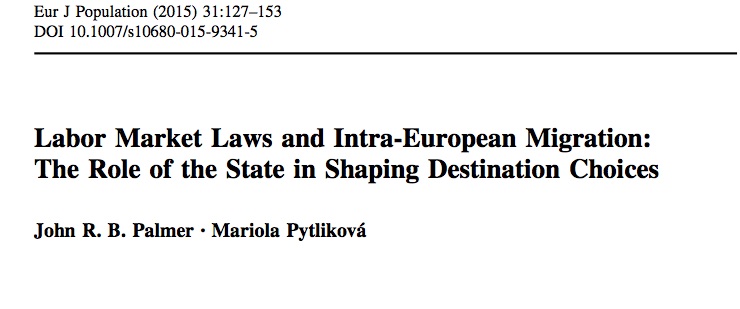 Eur J Population (2015) 31:127–153
DOI 10.1007/s10680-015-9341-5
Labor Market Laws and Intra-European Migration:
The Role of the State in Shaping Destination Choices
John R. B. Palmer · Mariola Pytliková